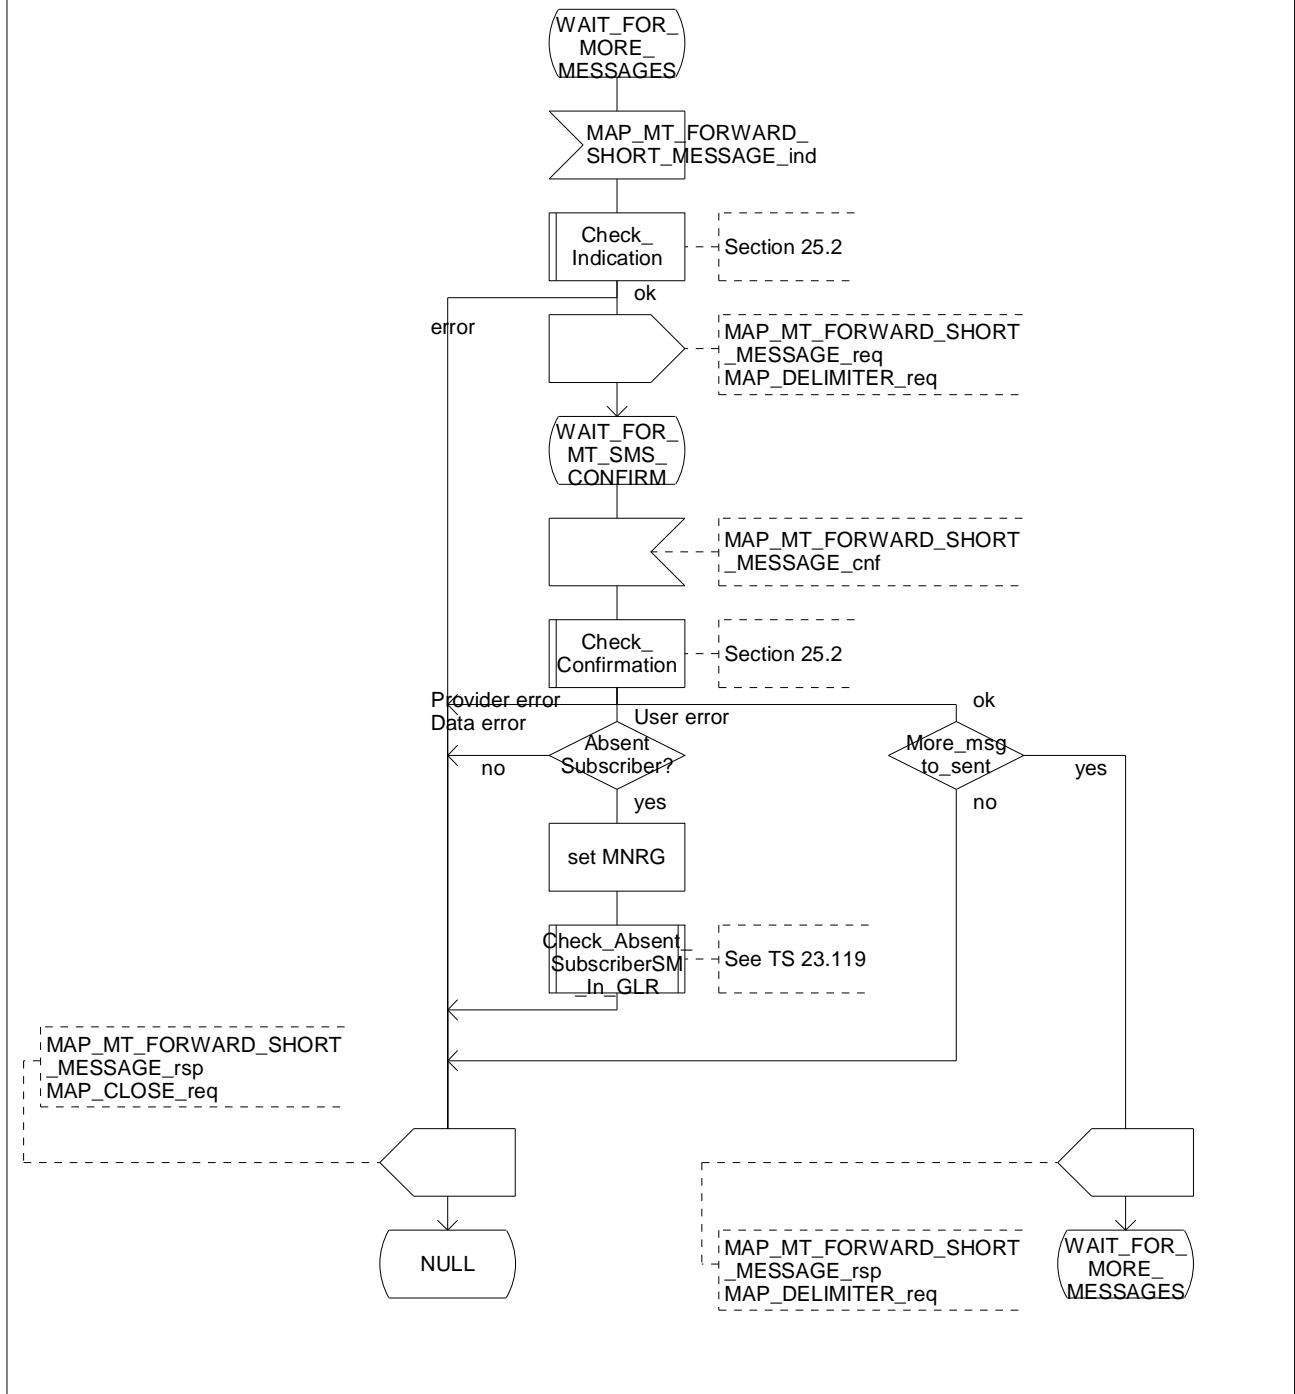 WAIT_FOR_
MORE_
MESSAGES
MAP_MT_FORWARD_
SHORT_MESSAGE_ind
Check_
Indication
Section 25.2
ok
error
MAP_MT_FORWARD_SHORT
_MESSAGE_req
MAP_DELIMITER_req
WAIT_FOR_
MT_SMS_
CONFIRM
MAP_MT_FORWARD_SHORT
_MESSAGE_cnf
Check_
Confirmation
Section 25.2
Provider error
Data error
User error
ok
Absent
Subscriber?
no
yes
More_msg
to_sent
yes
no
set MNRG
Check_Absent_
SubscriberSM
_In_GLR
See TS 23.119
MAP_MT_FORWARD_SHORT
_MESSAGE_rsp
MAP_CLOSE_req
NULL
MAP_MT_FORWARD_SHORT
_MESSAGE_rsp
MAP_DELIMITER_req
WAIT_FOR_
MORE_
MESSAGES